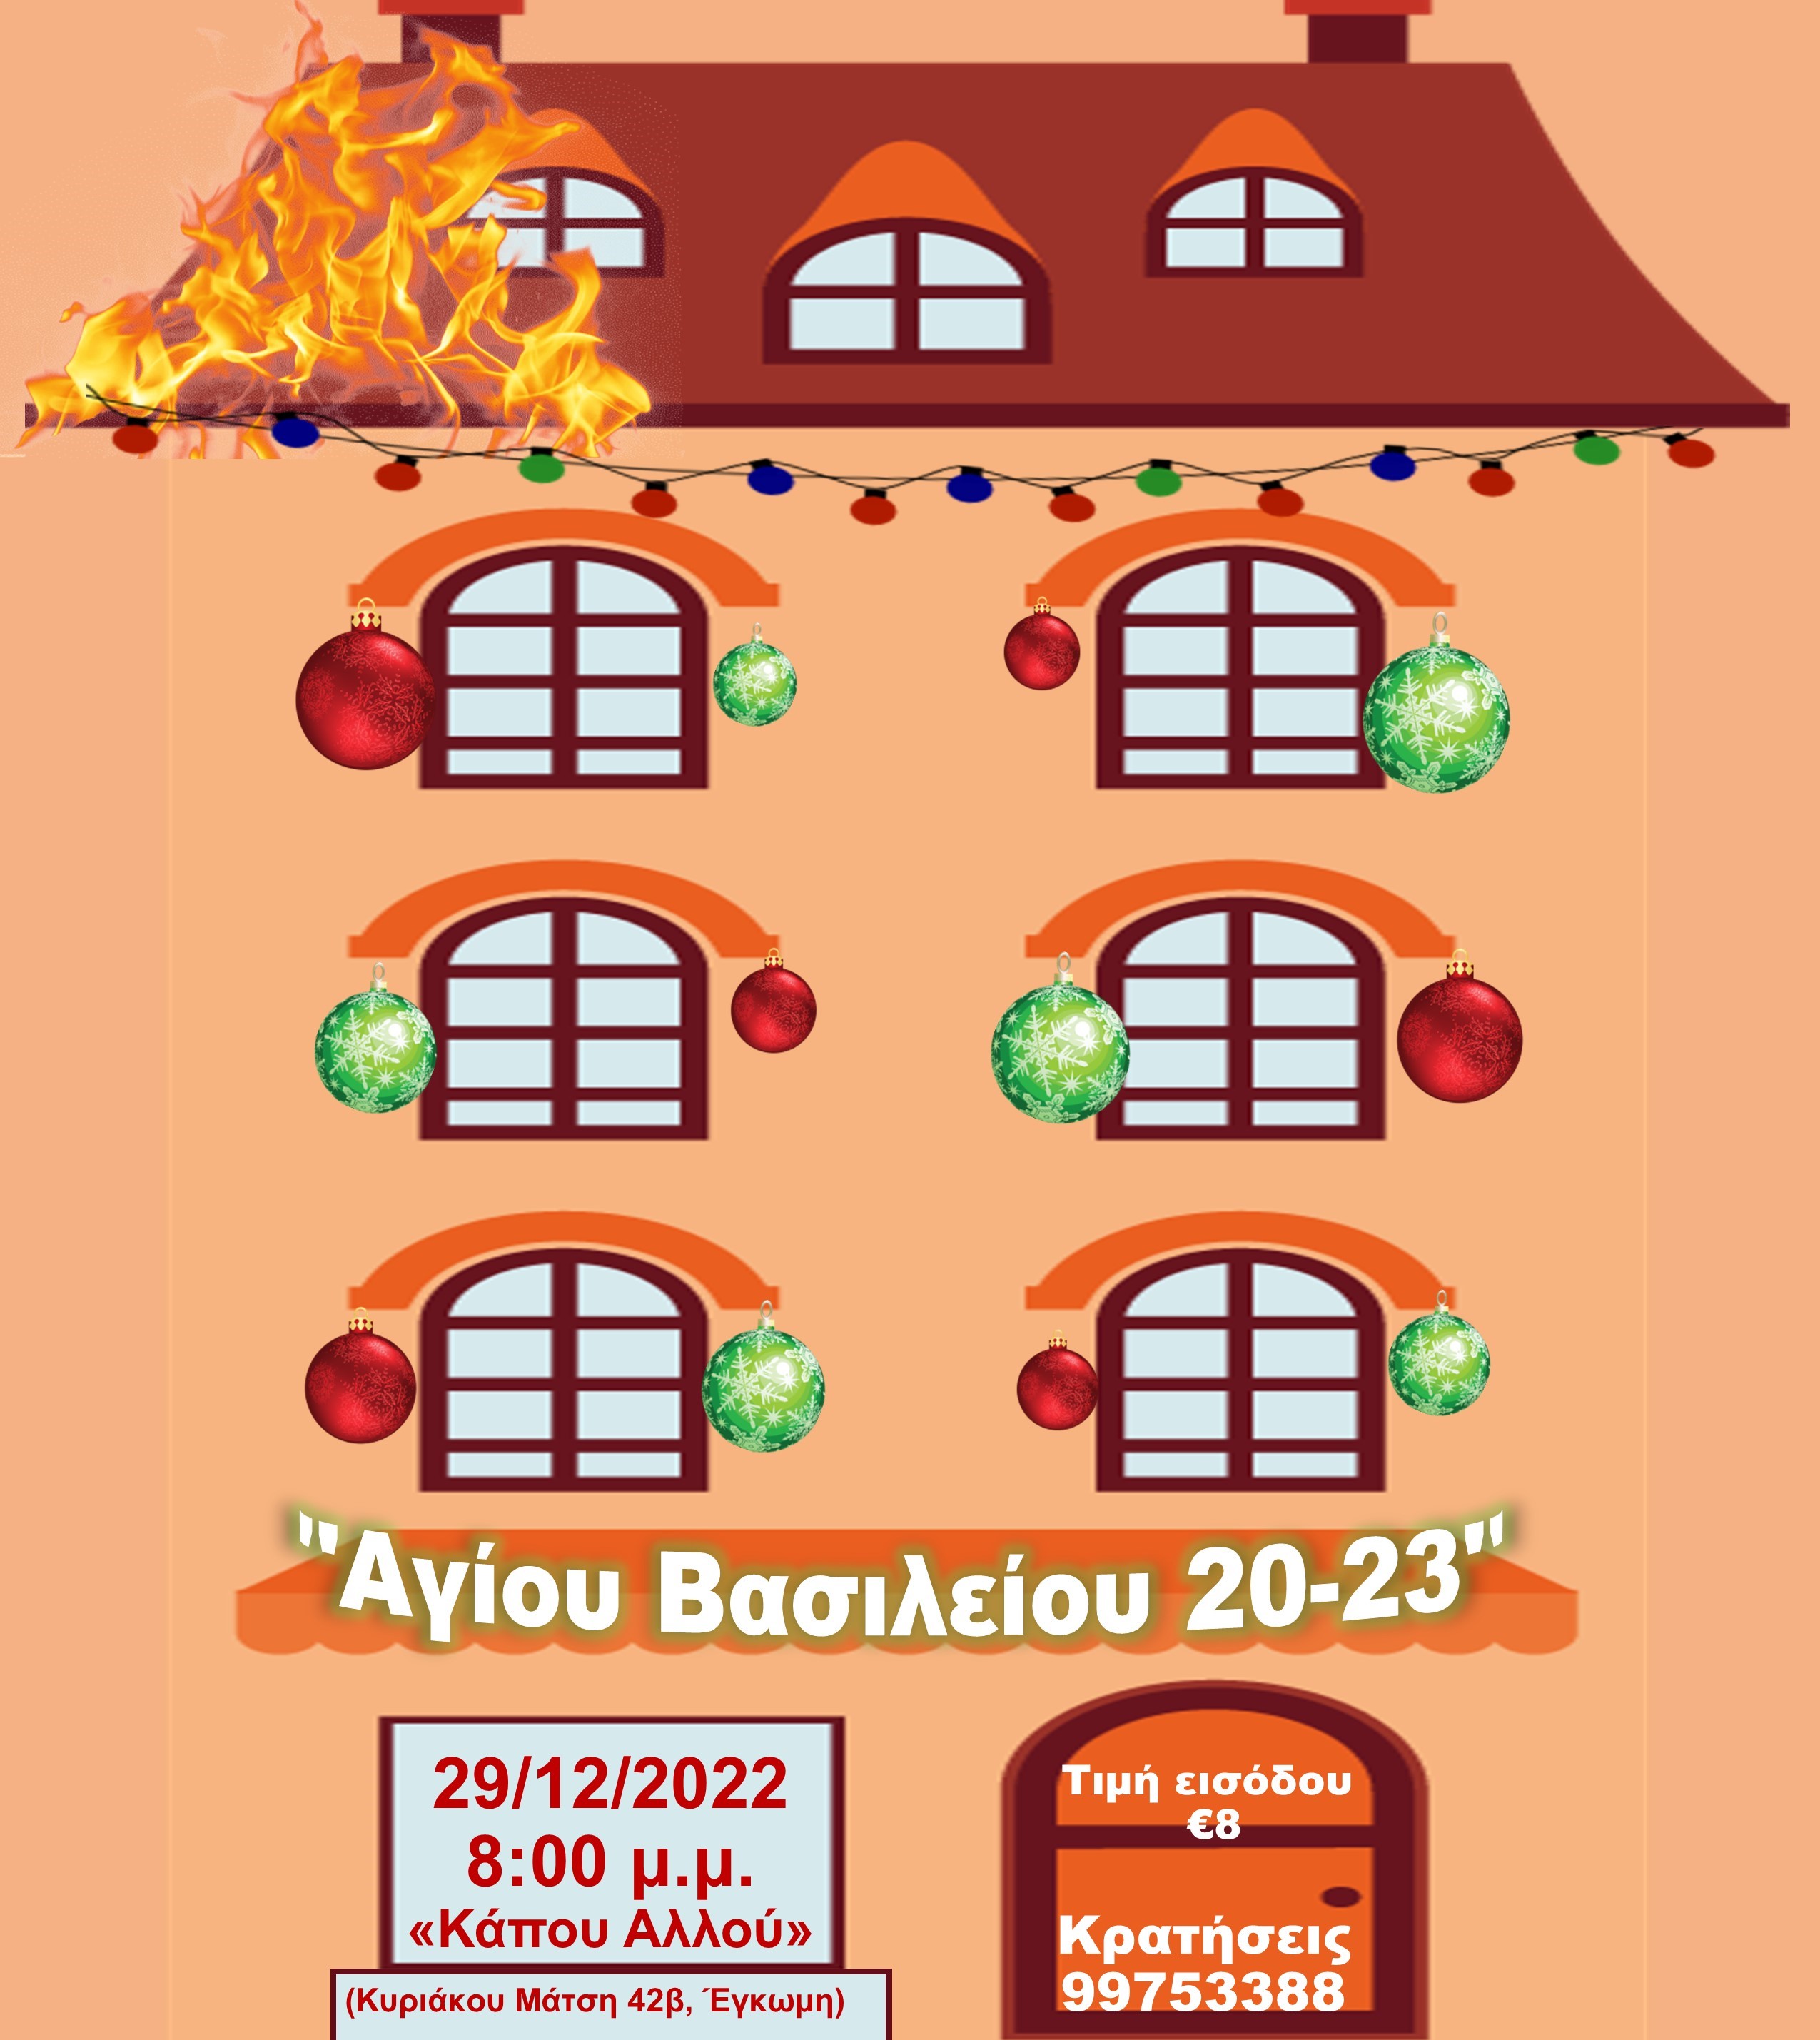 "Αγίου Βασιλείου 20-23"
29/12/2022
8:00 μ.μ.
«Κάπου Αλλού»
(Κυριάκου Μάτση 42β, Έγκωμη)
Τιμή εισόδου
€8
Κρατήσεις
99753388